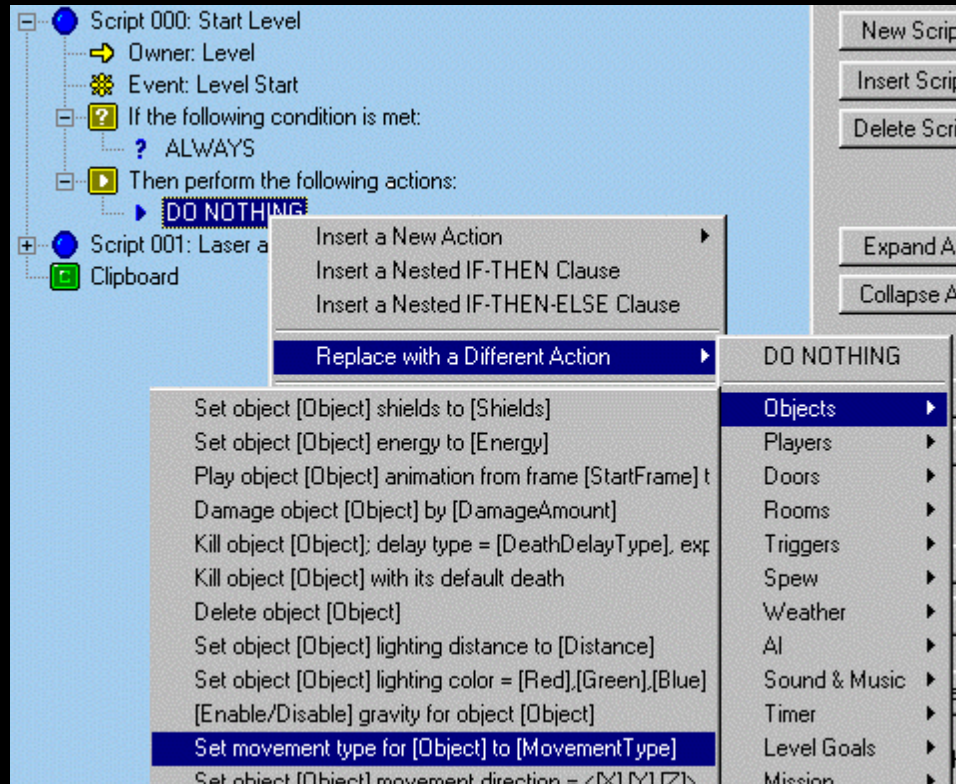 Script 000: Start Level
Owner: Level
Event: Level Start
If the following condition is met:
ALWAYS
Then perform the following actions:
DO NOTHING
Script 001: Laser a
Clipboard
New Scrip
Insert Scrip
Delete Scri
Expand A
Collapse A
Insert a New Action
Insert a Nested IF-THEN Clause
Insert a Nested IF-THEN-ELSE Clause
Replace with a Different Action
DO NOTHING
Objects
Players
Doors
Rooms
Triggers
Spew
Weather
AI
Sound & Music
Timer
Level Goals
Mission
Set object [Object] shields to [Shields]
Set object [Object] energy to [Energy]
Play object [Object] animation from frame [StartFrame] t
Damage object [Object] by [DamageAmount]
Kill object [Object]; delay type = [DeathDelayType], exp
Kill object [Object] with its default death
Delete object [Object]
Set object [Object] lighting distance to [Distance]
Set object [Object] lighting color = [Red],[Green],[Blue]
[Enable/Disable] gravity for object [Object]
Set movement type for [Object] to [MovementType]
Set object [Object] movement direction = <[X],[Y],[Z]>